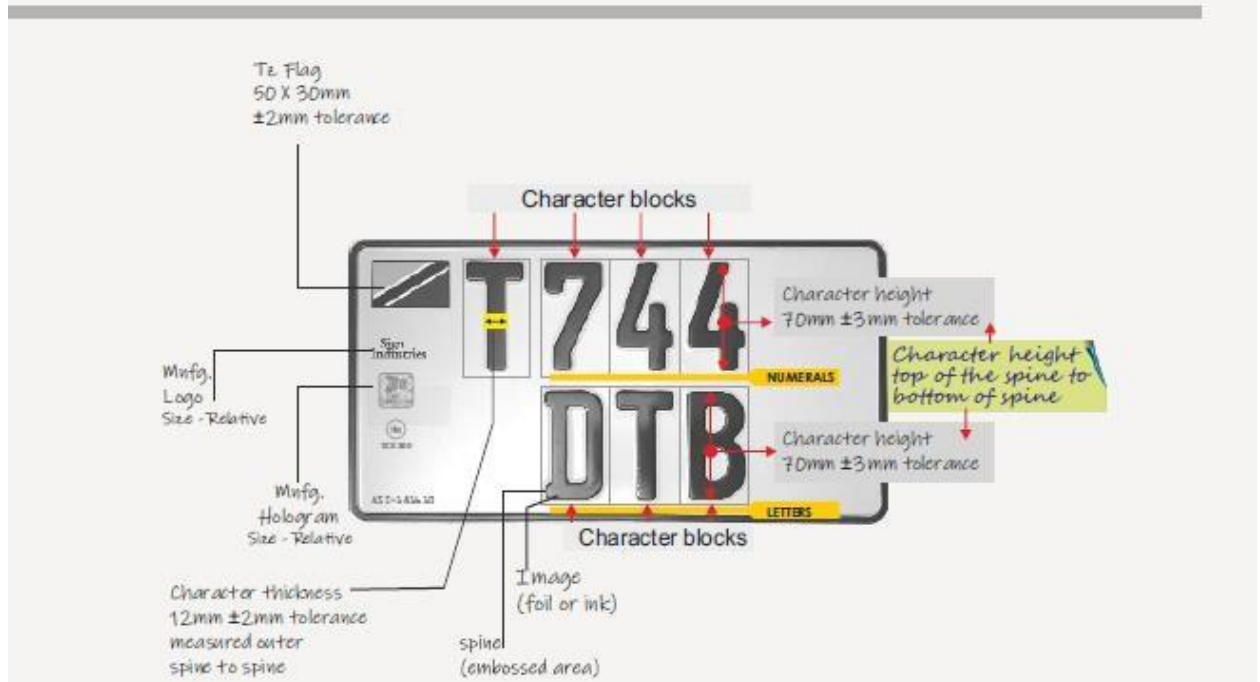 Tz Flag
50 X 30mm
±2mm tolerance
Character blocks
T 744
Character height
70mm ±3mm tolerance
NUMERALS
Character height
top of the spine to
bottom of spine
Sign
Industries
Mnfg.
Logo
Size - Relative
DTB
Character height
70mm ±3mm tolerance
LETTERS
Mnfg.
Hologram
Size - Relative
Character blocks
Image
(foil or ink)
Character thickness
12mm ±2mm tolerance
measured outer
spine to spine
spine
(embossed area)